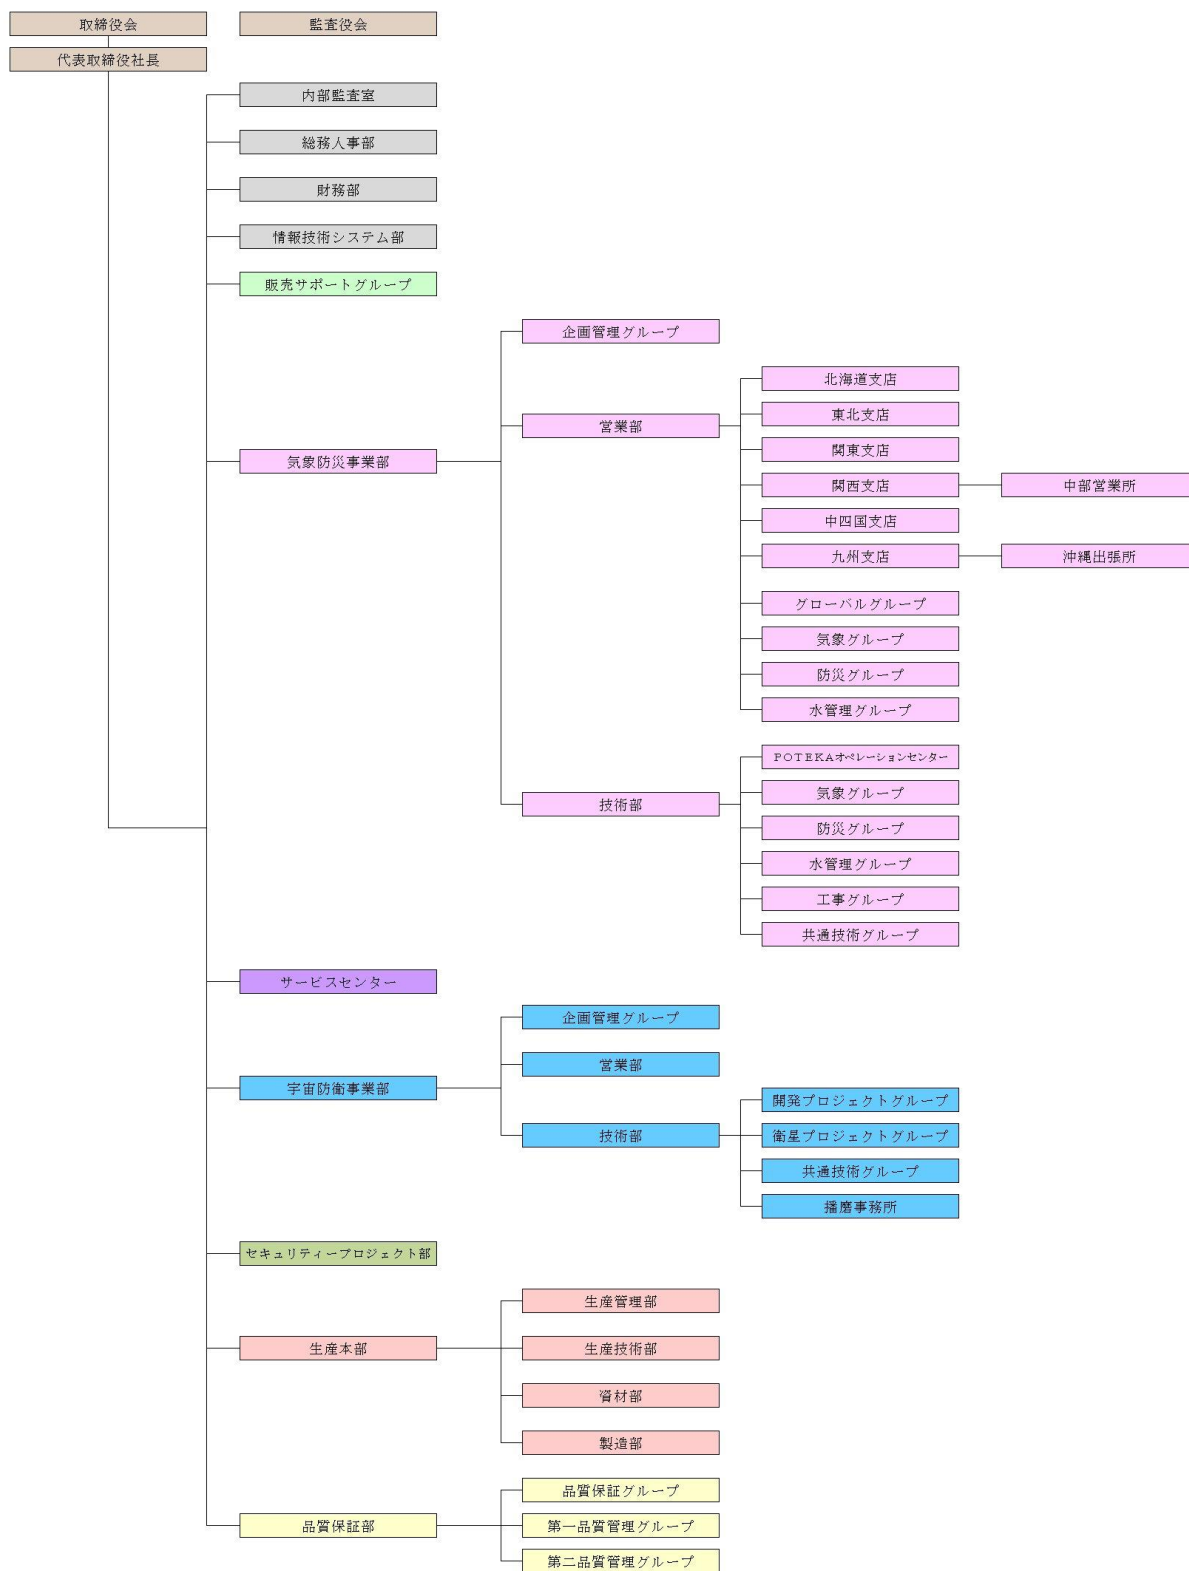 取締役会
監査役会
代表取締役社長
内部監査室
総務人事部
財務部
情報技術システム部
販売サポートグループ
気象防災事業部
企画管理グループ
営業部
北海道支店
東北支店
関東支店
関西支店
中部営業所
中四国支店
九州支店
沖縄出張所
グローバルグループ
気象グループ
防災グループ
水管理グループ
技術部
POTEKAオペレーションセンター
気象グループ
防災グループ
水管理グループ
工事グループ
共通技術グループ
サービスセンター
宇宙防衛事業部
企画管理グループ
営業部
技術部
開発プロジェクトグループ
衛星プロジェクトグループ
共通技術グループ
播磨事務所
セキュリティープロジェクト部
生産本部
生産管理部
生産技術部
資材部
製造部
品質保証部
品質保証グループ
第一品質管理グループ
第二品質管理グループ